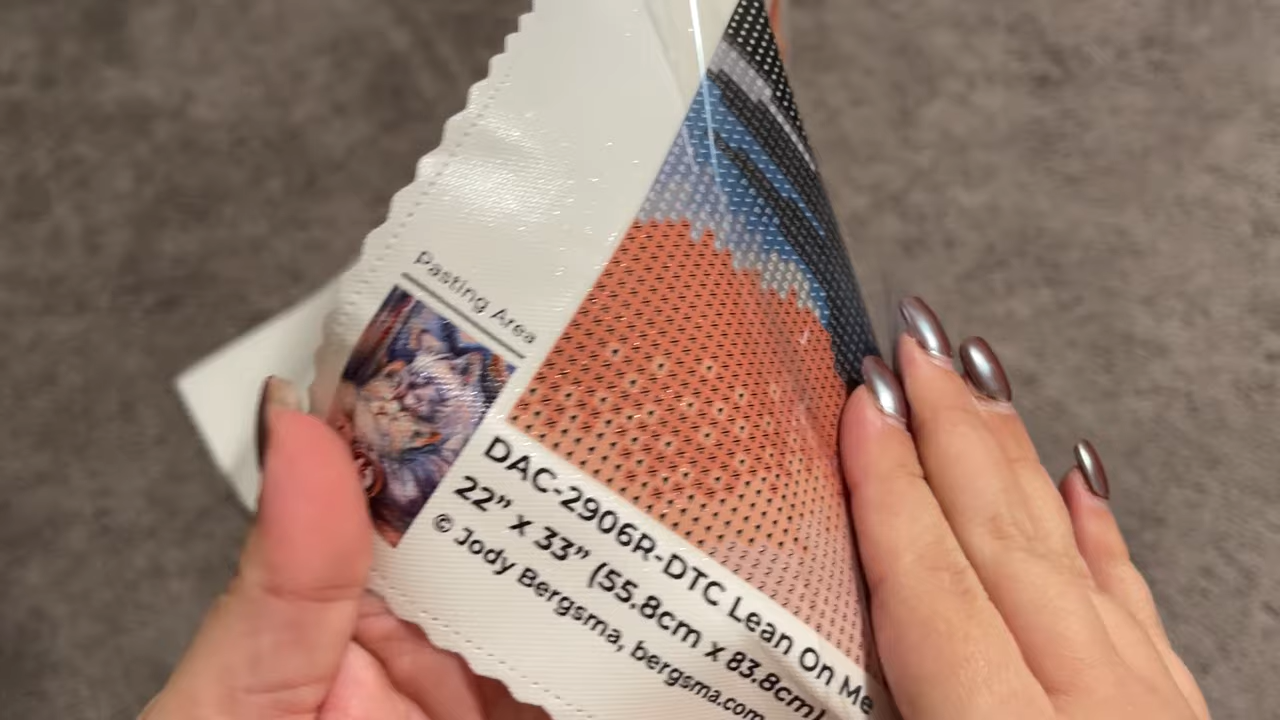 Pasting Area
DAC-2906R-DTC Lean On Me
22” x 33” (55.8cm x 83.8cm)
© Jody Bergsma, bergsma.com